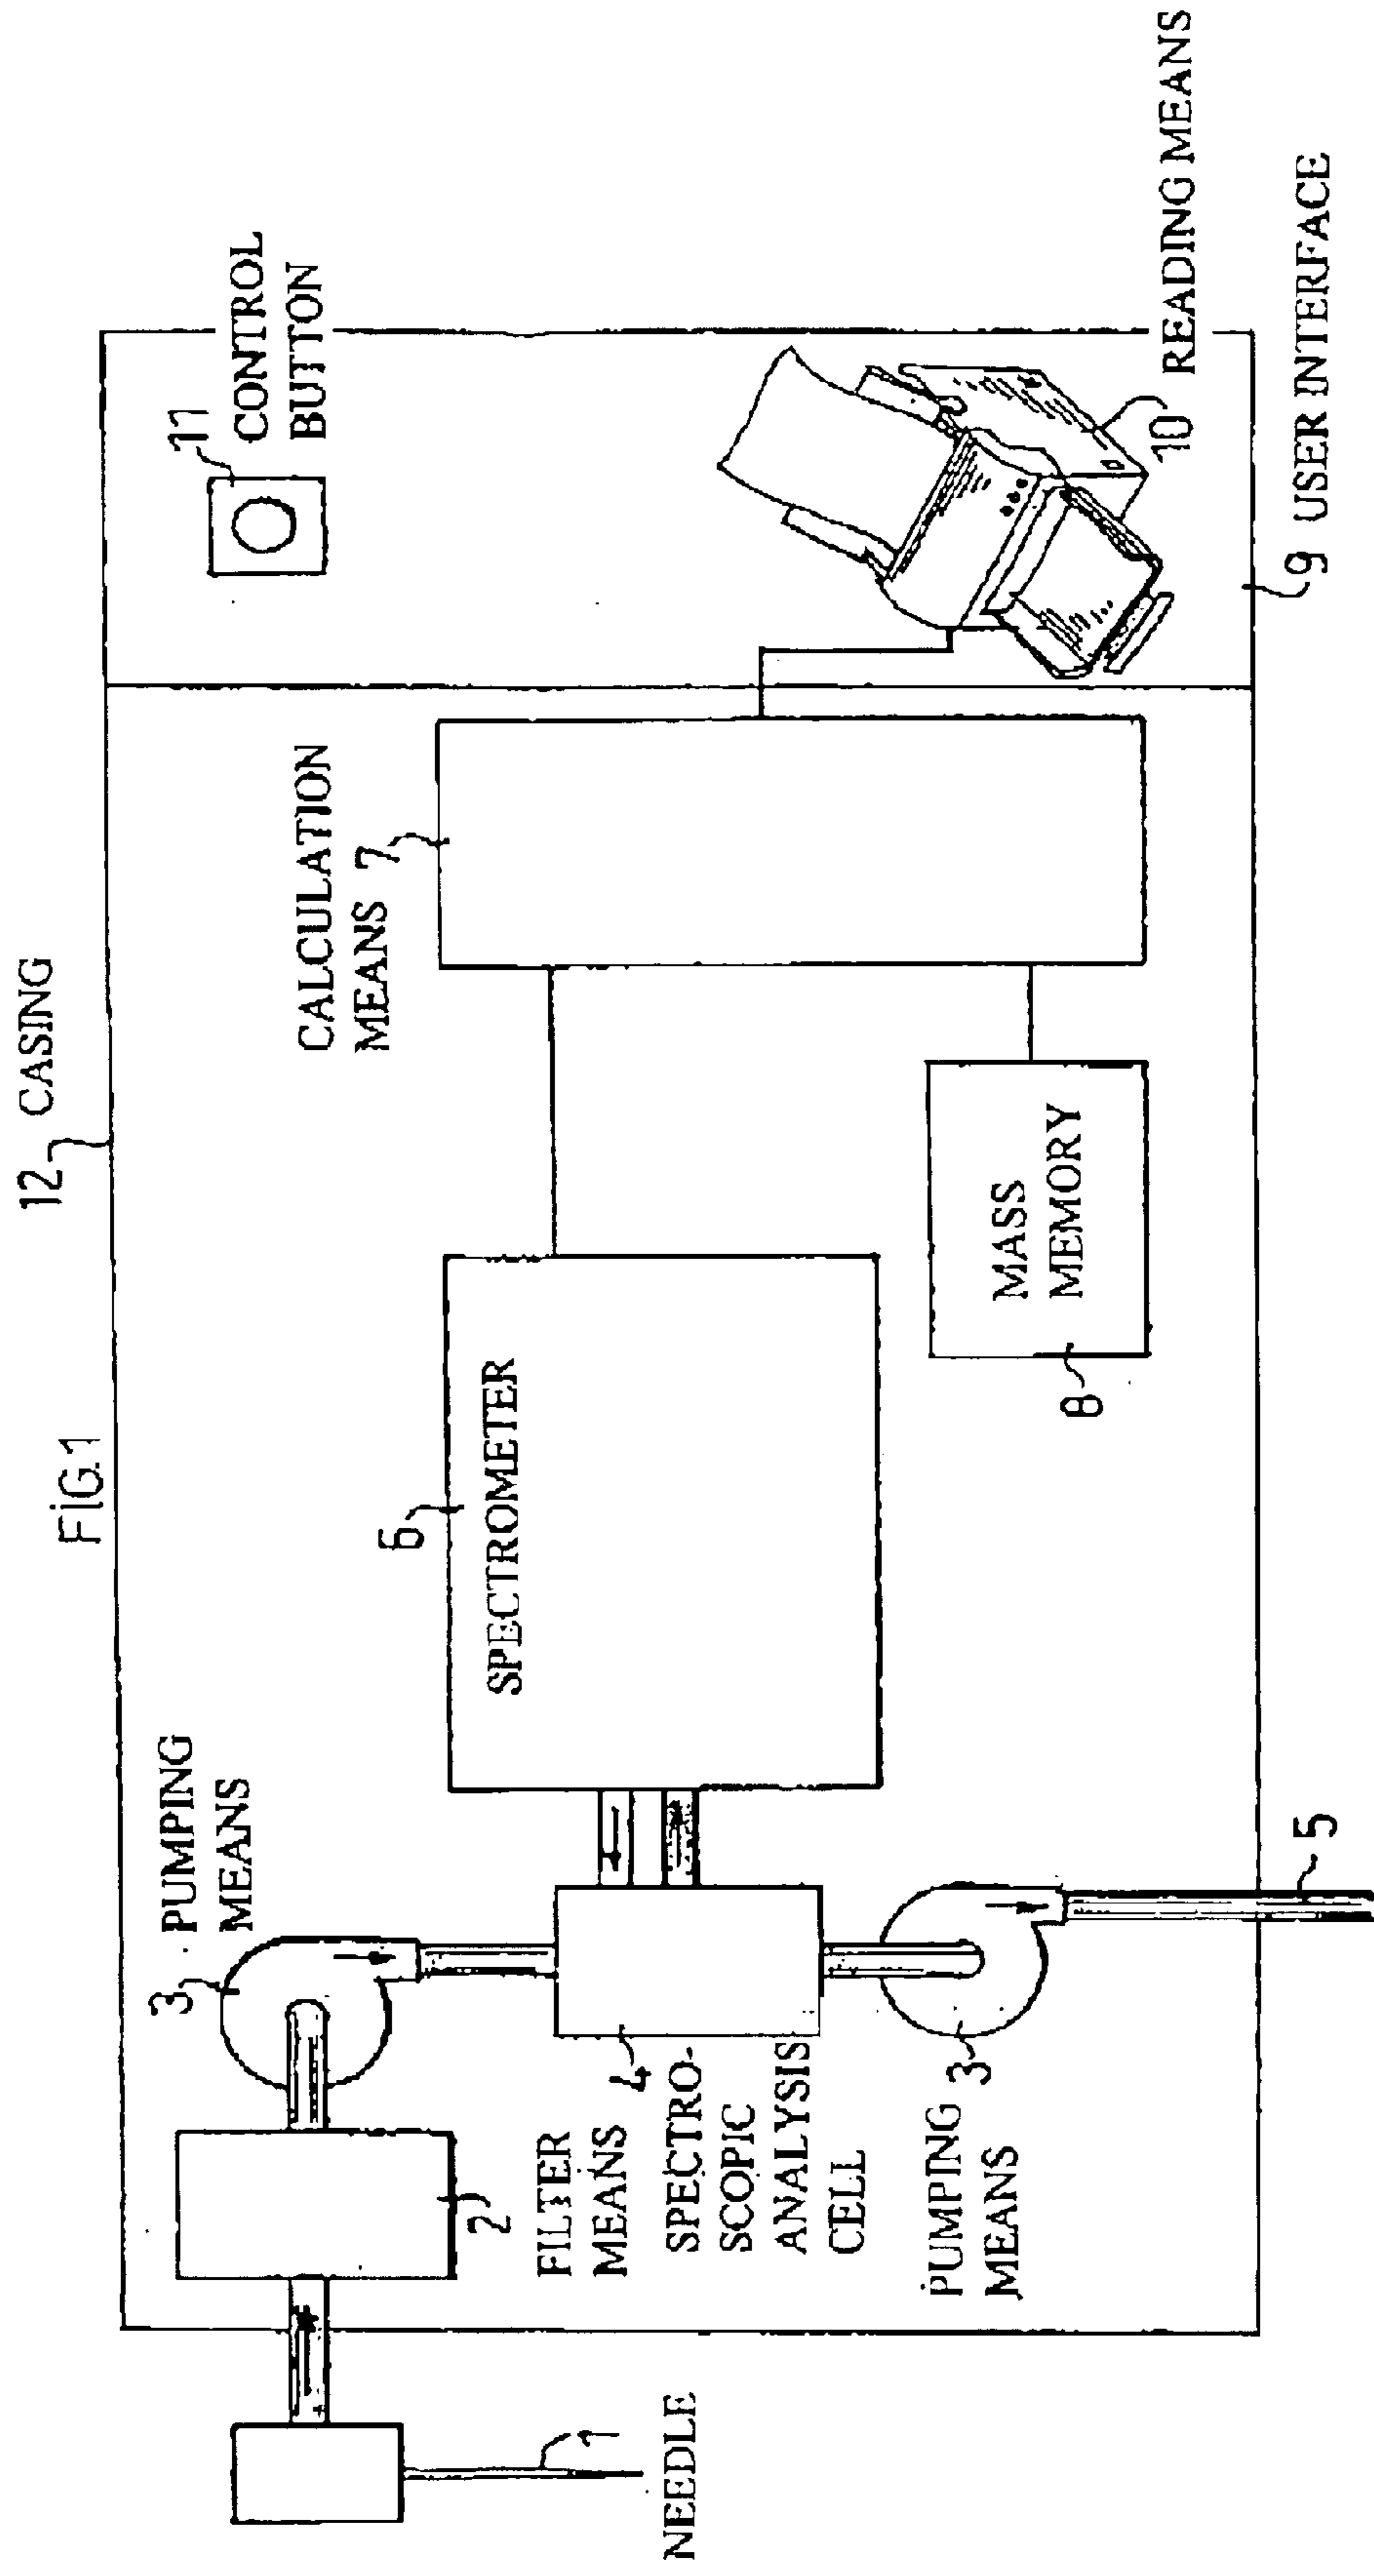 FIG.1
12 CASING
3
PUMPING
MEANS
6
SPECTROMETER
CALCULATION
MEANS 7
11
CONTROL
BUTTON
2
FILTER
MEANS
4
SPECTRO-
SCOPIC
ANALYSIS
CELL
3
PUMPING
MEANS
5
NEEDLE
1
8
MASS
MEMORY
10
READING MEANS
9 USER INTERFACE